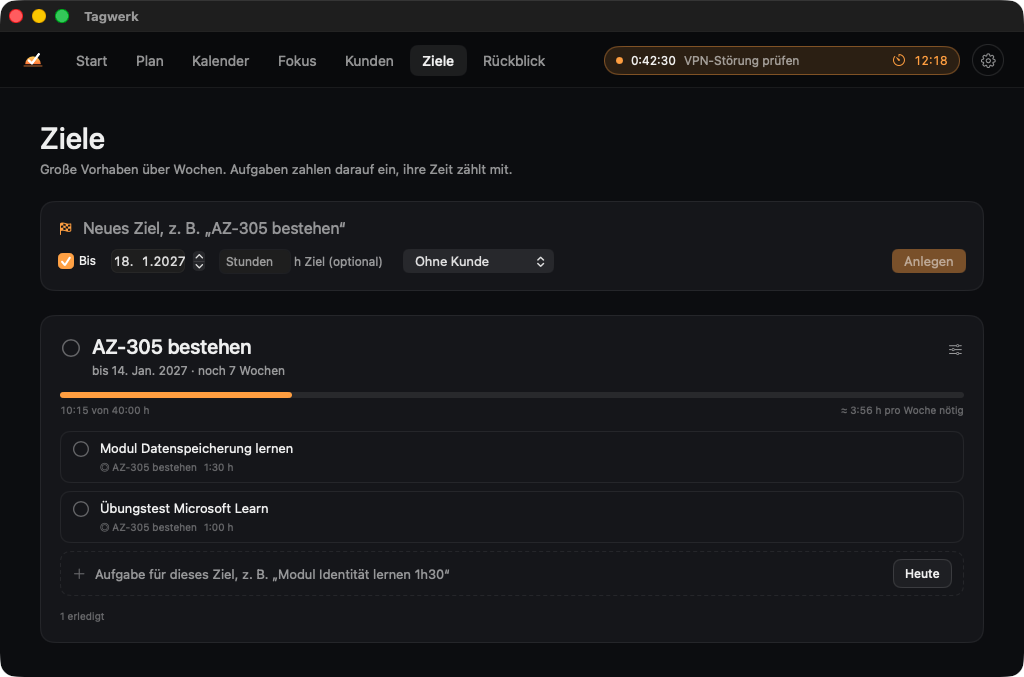 Tagwerk
Start Plan Kalender Fokus Kunden Ziele Rückblick 0:42:30 VPN-Störung prüfen 12:18
Ziele
Große Vorhaben über Wochen. Aufgaben zahlen darauf ein, ihre Zeit zählt mit.
Neues Ziel, z. B. „AZ-305 bestehen“
Bis 18. 1.2027 Stunden h Ziel (optional) Ohne Kunde Anlegen
AZ-305 bestehen
bis 14. Jan. 2027 · noch 7 Wochen
10:15 von 40:00 h ≈ 3:56 h pro Woche nötig
Modul Datenspeicherung lernen
AZ-305 bestehen 1:30 h
Übungstest Microsoft Learn
AZ-305 bestehen 1:00 h
Aufgabe für dieses Ziel, z. B. „Modul Identität lernen 1h30“ Heute
1 erledigt